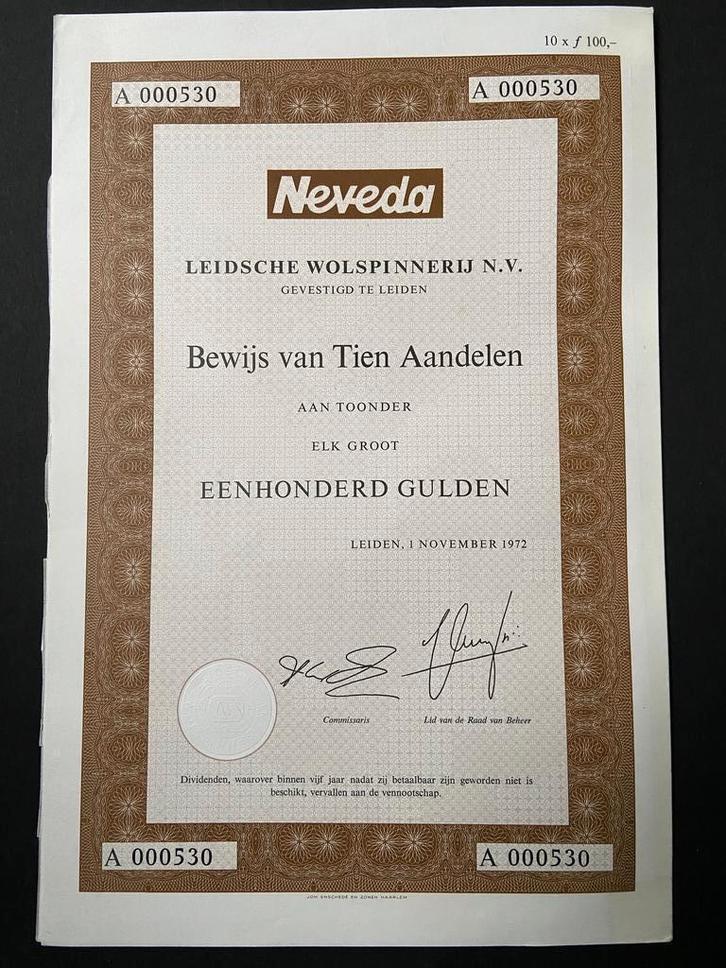 10 x ƒ 100,–
A 000530
A 000530
Neveda
LEIDSCHE WOLSPINNERIJ N.V.
GEVESTIGD TE LEIDEN
Bewijs van Tien Aandelen
AAN TOONDER
ELK GROOT
EENHONDERD GULDEN
LEIDEN, 1 NOVEMBER 1972
Commissaris
Lid van de Raad van Beheer
Dividenden, waarover binnen vijf jaar nadat zij betaalbaar zijn geworden niet is
beschikt, vervallen aan de vennootschap.
A 000530
A 000530
JOH. ENSCHEDÉ EN ZONEN HAARLEM